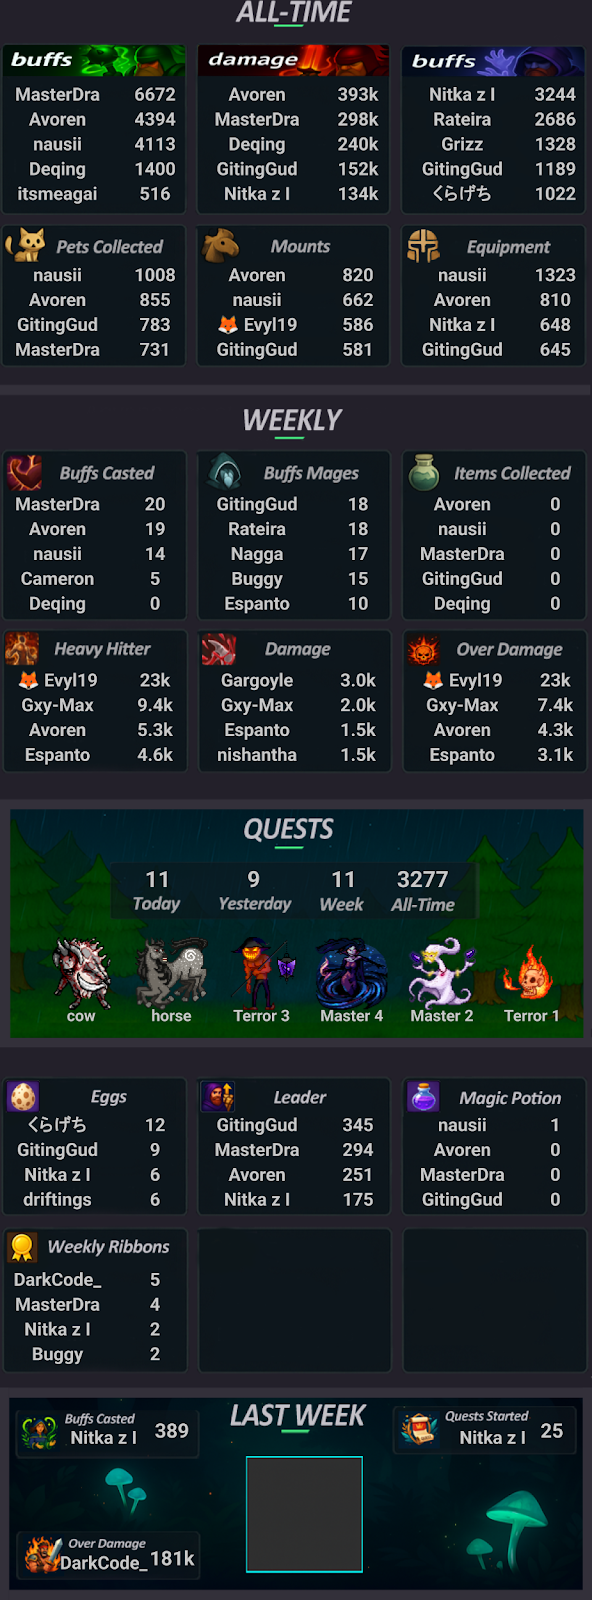 ALL-TIME
buffs
MasterDra 6672
Avoren 4394
nausii 4113
Deqing 1400
itsmeagai 516
damage
Avoren 393k
MasterDra 298k
Deqing 240k
GitingGud 152k
Nitka z I 134k
buffs
Nitka z I 3244
Rateira 2686
Grizz 1328
GitingGud 1189
くらげち 1022
Pets Collected
nausii 1008
Avoren 855
GitingGud 783
MasterDra 731
Mounts
Avoren 820
nausii 662
Evyl19 586
GitingGud 581
Equipment
nausii 1323
Avoren 810
Nitka z I 648
GitingGud 645
WEEKLY
Buffs Casted
MasterDra 20
Avoren 19
nausii 14
Cameron 5
Deqing 0
Buffs Mages
GitingGud 18
Rateira 18
Nagga 17
Buggy 15
Espanto 10
Items Collected
Avoren 0
nausii 0
MasterDra 0
GitingGud 0
Deqing 0
Heavy Hitter
Evyl19 23k
Gxy-Max 9.4k
Avoren 5.3k
Espanto 4.6k
Damage
Gargoyle 3.0k
Gxy-Max 2.0k
Espanto 1.5k
nishantha 1.5k
Over Damage
Evyl19 23k
Gxy-Max 7.4k
Avoren 4.3k
Espanto 3.1k
QUESTS
11 9 11 3277
Today Yesterday Week All-Time
cow horse Terror 3 Master 4 Master 2 Terror 1
Eggs
くらげち 12
GitingGud 9
Nitka z I 6
driftings 6
Leader
GitingGud 345
MasterDra 294
Avoren 251
Nitka z I 175
Magic Potion
nausii 1
Avoren 0
MasterDra 0
GitingGud 0
Weekly Ribbons
DarkCode_ 5
MasterDra 4
Nitka z I 2
Buggy 2
LAST WEEK
Buffs Casted
Nitka z I 389
Quests Started
Nitka z I 25
Over Damage
DarkCode_ 181k